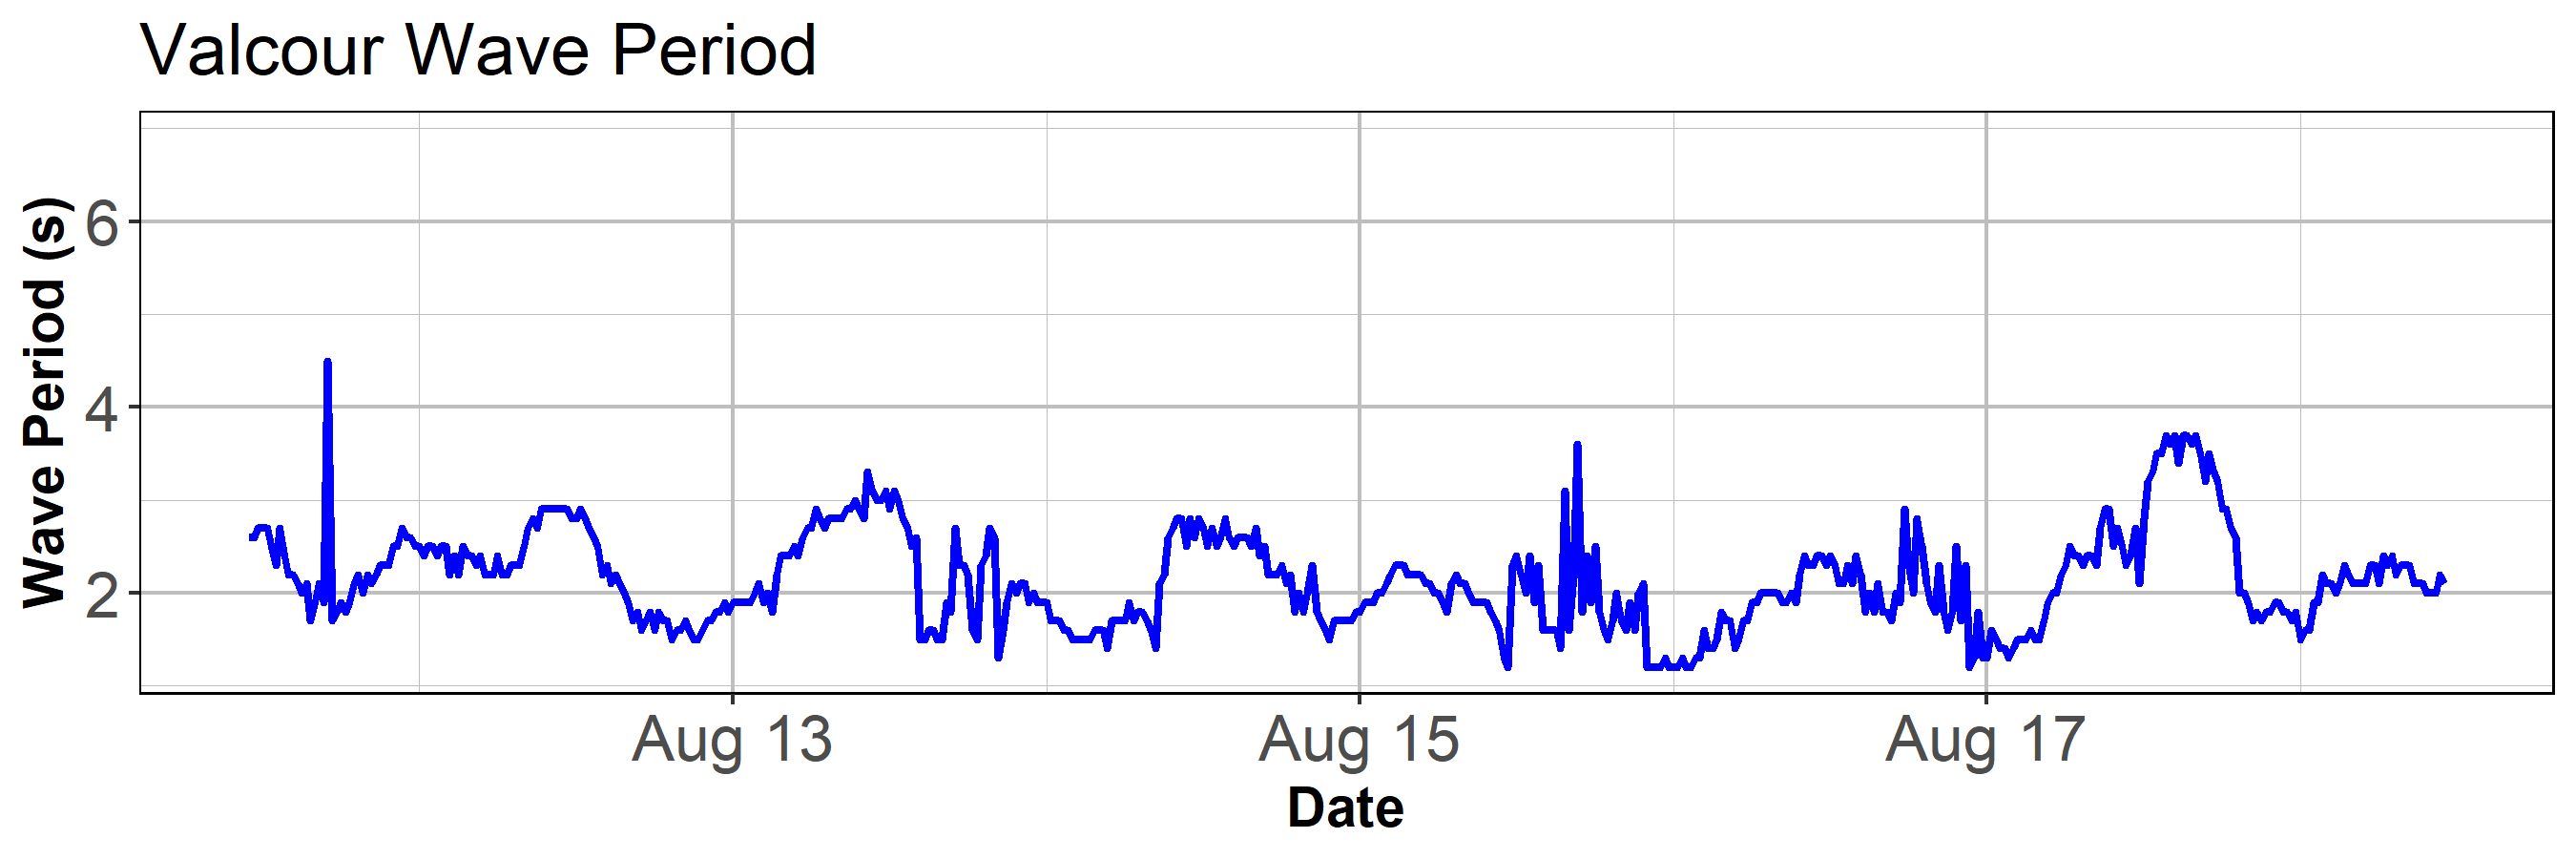 Valcour Wave Period
Wave Period (s)
6
4
2
Aug 13
Aug 15
Aug 17
Date